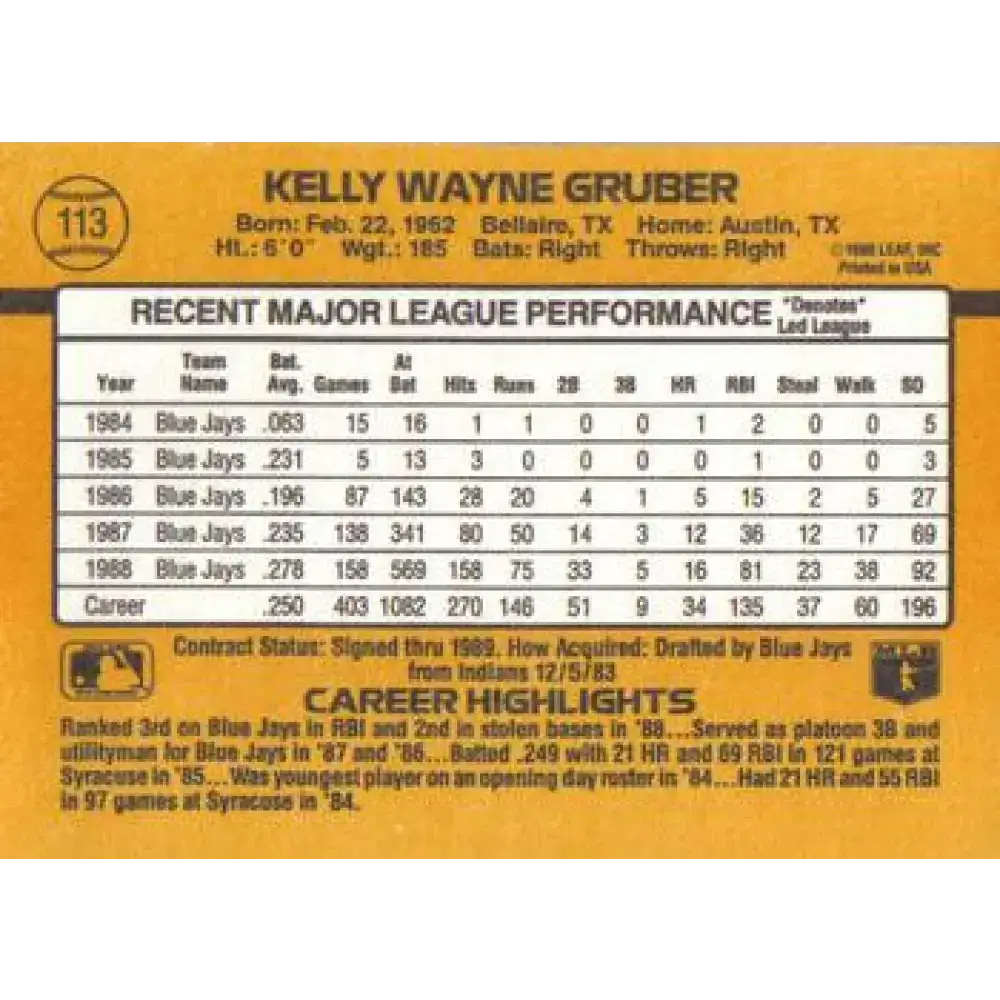 113
KELLY WAYNE GRUBER
Born: Feb. 22, 1962 Bellaire, TX Home: Austin, TX
Ht.: 6'0" Wgt.: 185 Bats: Right Throws: Right
© 1988 LEAF, INC
Printed in USA
RECENT MAJOR LEAGUE PERFORMANCE "Denotes" Led League
Year Team Name Bat. Avg. Games At Bat Hits Runs 2B 3B HR RBI Steal Walk SO
1984 Blue Jays .063 15 16 1 1 0 0 1 2 0 0 5
1985 Blue Jays .231 5 13 3 0 0 0 0 1 0 0 3
1986 Blue Jays .196 87 143 28 20 4 1 5 15 2 5 27
1987 Blue Jays .235 138 341 80 50 14 3 12 36 12 17 69
1988 Blue Jays .278 158 569 158 75 33 5 16 81 23 38 92
Career .250 403 1082 270 146 51 9 34 135 37 60 196
Contract Status: Signed thru 1989. How Acquired: Drafted by Blue Jays
from Indians 12/5/83
CAREER HIGHLIGHTS
Ranked 3rd on Blue Jays in RBI and 2nd in stolen bases in '88...Served as platoon 3B and
utilityman for Blue Jays in '87 and '86...Batted .249 with 21 HR and 69 RBI in 121 games at
Syracuse in '85...Was youngest player on an opening day roster in '84...Had 21 HR and 55 RBI
in 97 games at Syracuse in '84.